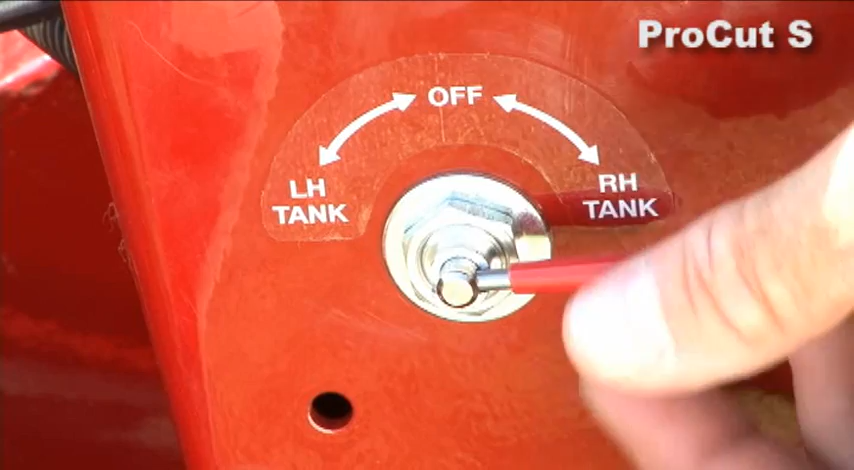 ProCut S
OFF
LH
TANK
RH
TANK